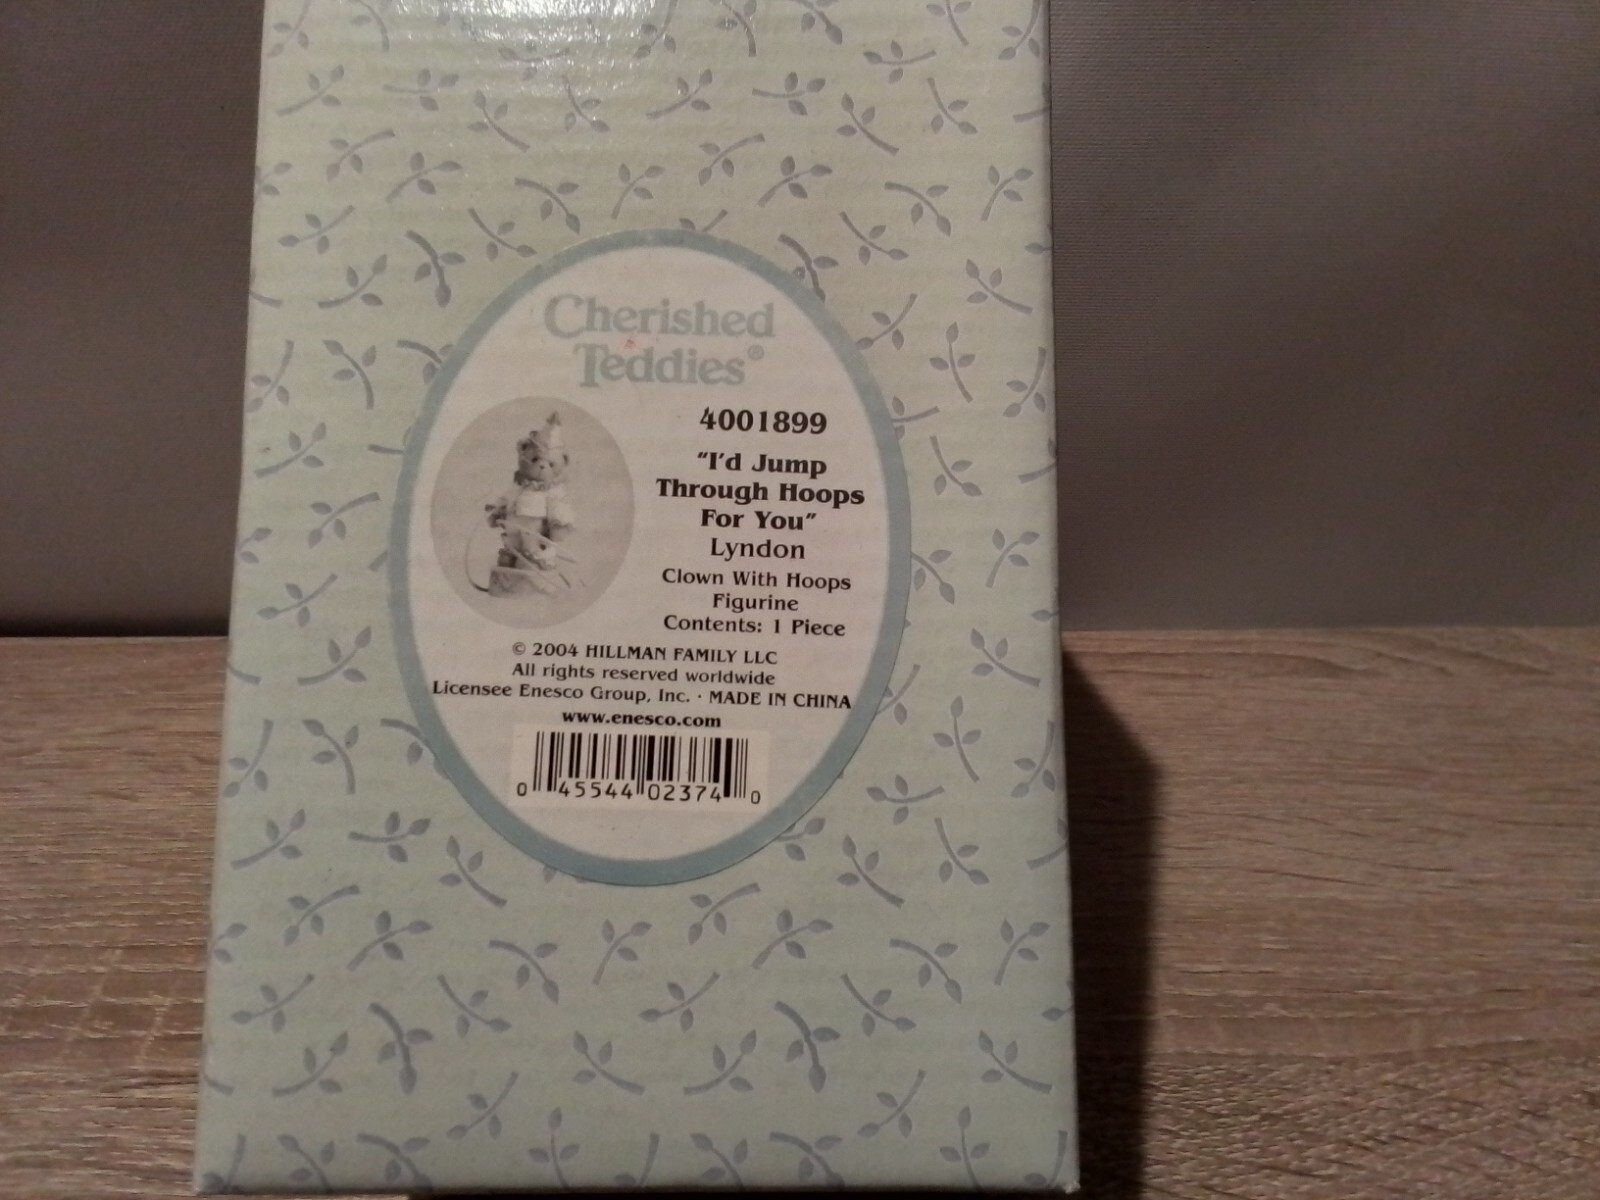 Cherished
Teddies®
4001899
"I'd Jump
Through Hoops
For You"
Lyndon
Clown With Hoops
Figurine
Contents: 1 Piece
© 2004 HILLMAN FAMILY LLC
All rights reserved worldwide
Licensee Enesco Group, Inc. · MADE IN CHINA
www.enesco.com
0 45544 02374 0